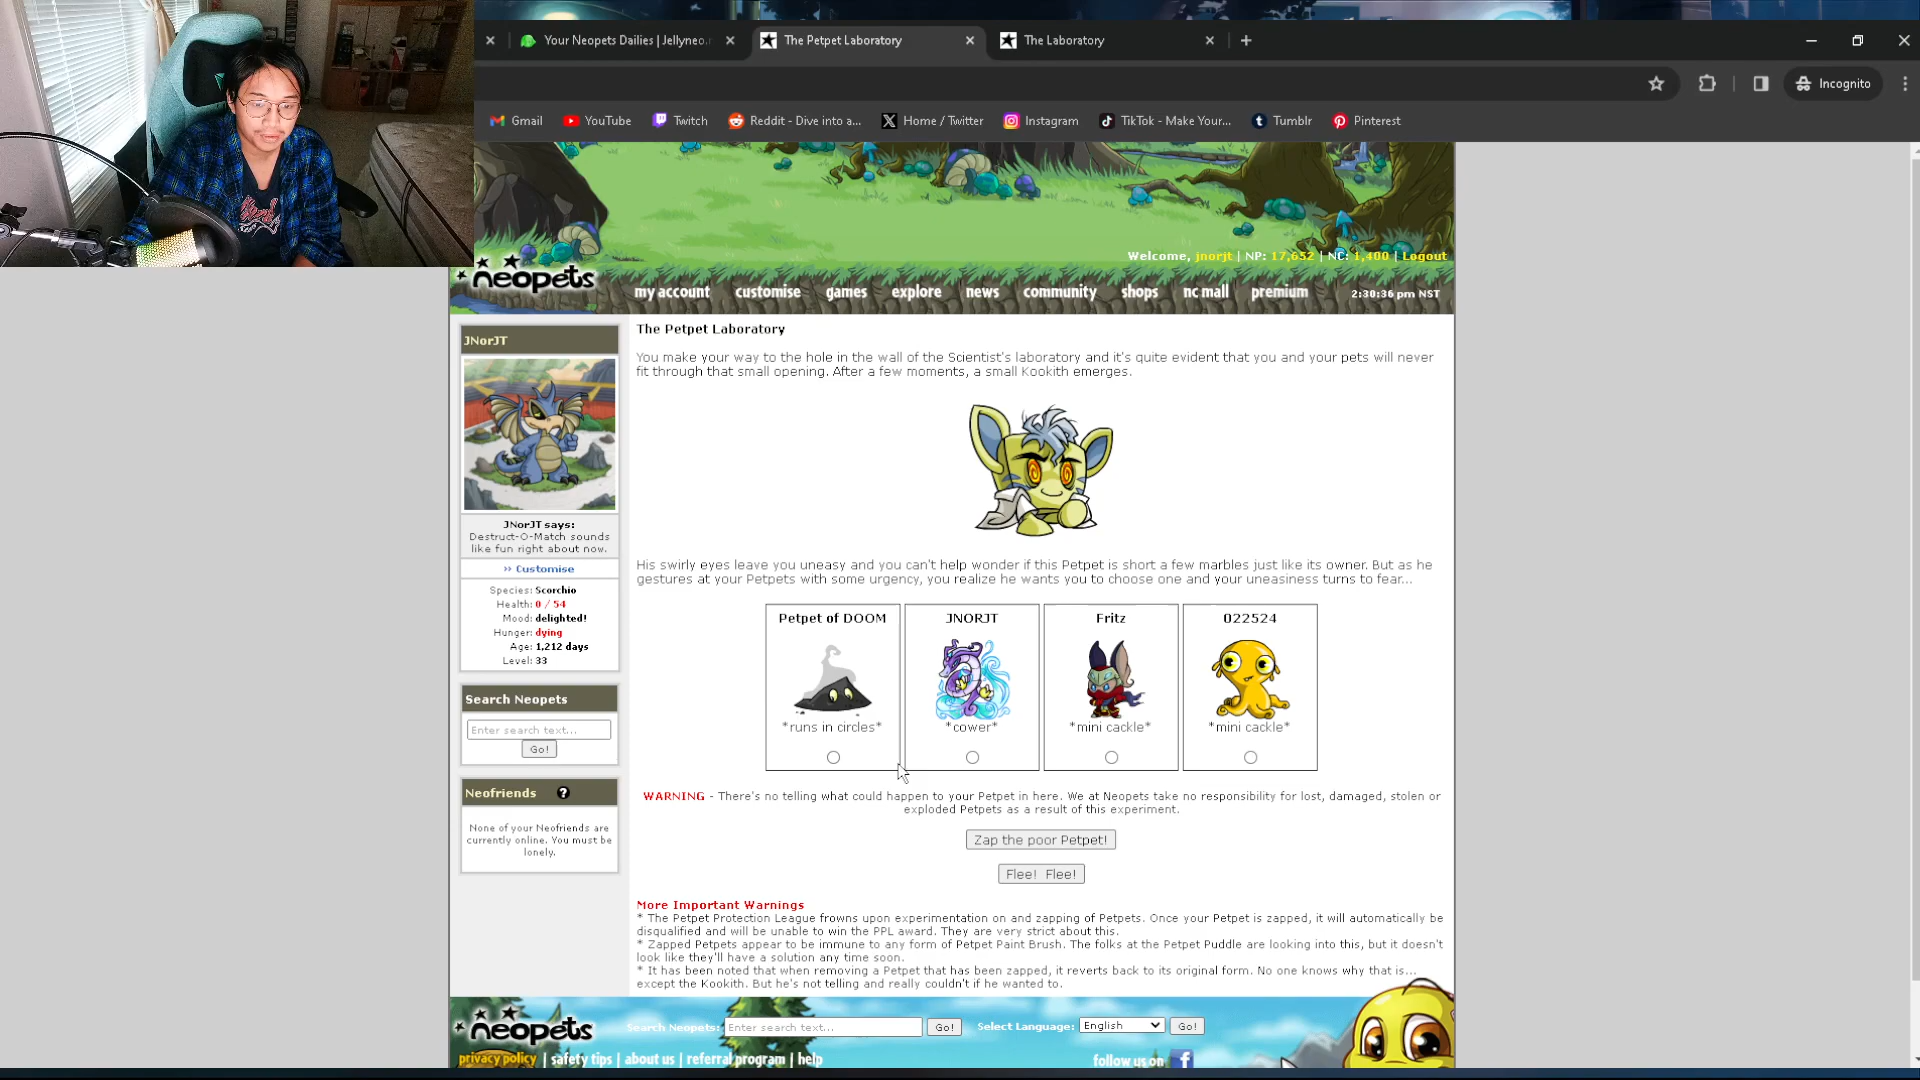 Your Neopets Dailies | Jellyneo.n
The Petpet Laboratory
The Laboratory
Incognito
Gmail
YouTube
Twitch
Reddit - Dive into a...
Home / Twitter
Instagram
TikTok - Make Your...
Tumblr
Pinterest
Welcome, jnorjt | NP: 17,652 | NC: 1,400 | Logout
neopets
my account
customise
games
explore
news
community
shops
nc mall
premium
2:30:36 pm NST
JNorJT
JNorJT says:
Destruct-O-Match sounds
like fun right about now.
>> Customise
Species: Scorchio
Health: 0 / 54
Mood: delighted!
Hunger: dying
Age: 1,212 days
Level: 33
Search Neopets
Enter search text...
Go!
Neofriends ?
None of your Neofriends are
currently online. You must be
lonely.
The Petpet Laboratory
You make your way to the hole in the wall of the Scientist's laboratory and it's quite evident that you and your pets will never
fit through that small opening. After a few moments, a small Kookith emerges.
His swirly eyes leave you uneasy and you can't help wonder if this Petpet is short a few marbles just like its owner. But as he
gestures at your Petpets with some urgency, you realize he wants you to choose one and your uneasiness turns to fear...
Petpet of DOOM
*runs in circles*
JNORJT
*cower*
Fritz
*mini cackle*
022524
*mini cackle*
WARNING - There's no telling what could happen to your Petpet in here. We at Neopets take no responsibility for lost, damaged, stolen or
exploded Petpets as a result of this experiment.
Zap the poor Petpet!
Flee! Flee!
More Important Warnings
* The Petpet Protection League frowns upon experimentation on and zapping of Petpets. Once your Petpet is zapped, it will automatically be
disqualified and will be unable to win the PPL award. They are very strict about this.
* Zapped Petpets appear to be immune to any form of Petpet Paint Brush. The folks at the Petpet Puddle are looking into this, but it doesn't
look like they'll have a solution any time soon.
* It has been noted that when removing a Petpet that has been zapped, it reverts back to its original form. No one knows why that is...
except the Kookith. But he's not telling and really couldn't if he wanted to.
neopets
Search Neopets: Enter search text... Go! Select Language: English Go!
privacy policy | safety tips | about us | referral program | help
follow us on f